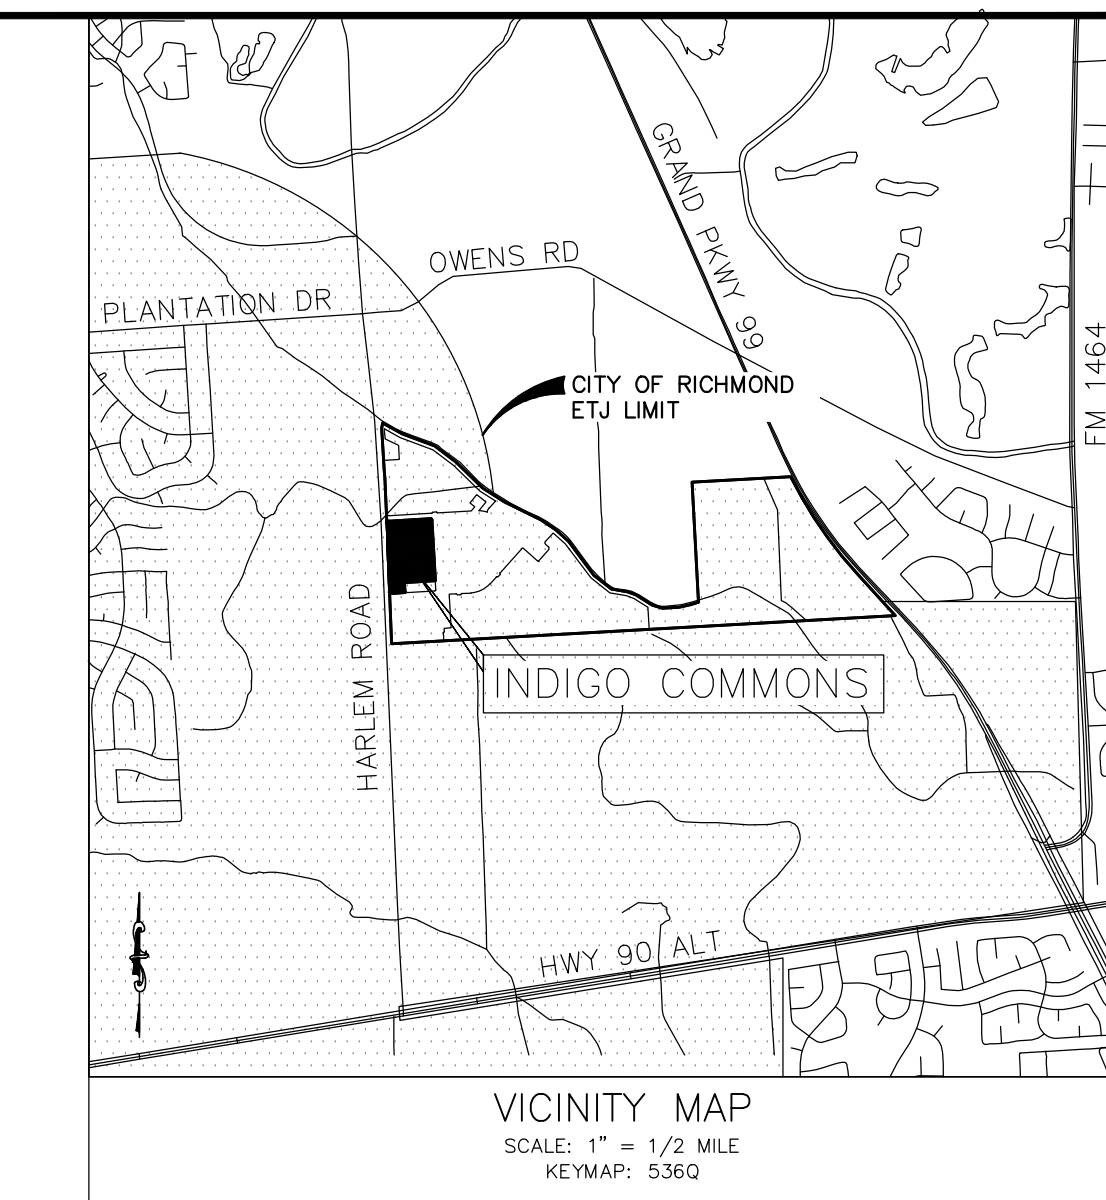 GRAND PKWY 99
OWENS RD
PLANTATION DR
FM 1464
CITY OF RICHMOND
ETJ LIMIT
HARLEM ROAD
INDIGO COMMONS
HWY 90 ALT
VICINITY MAP
SCALE: 1" = 1/2 MILE
KEYMAP: 536Q